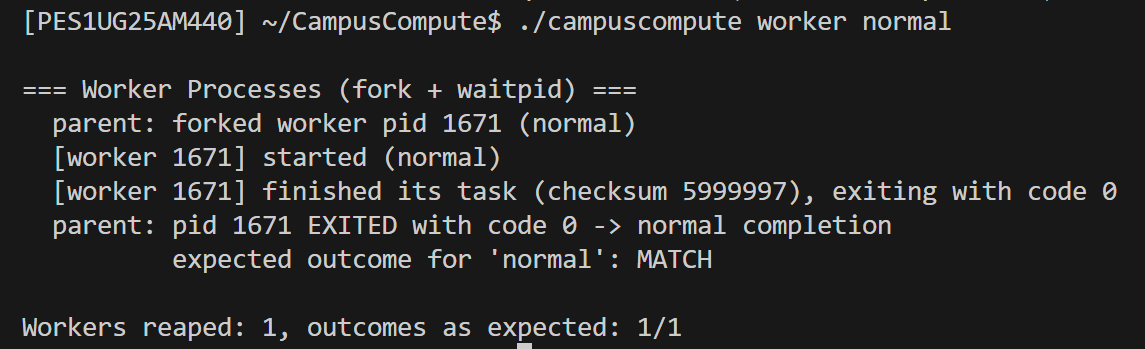 [PES1UG25AM440] ~/CampusCompute$ ./campuscompute worker normal
=== Worker Processes (fork + waitpid) ===
parent: forked worker pid 1671 (normal)
[worker 1671] started (normal)
[worker 1671] finished its task (checksum 5999997), exiting with code 0
parent: pid 1671 EXITED with code 0 -> normal completion
expected outcome for 'normal': MATCH
Workers reaped: 1, outcomes as expected: 1/1